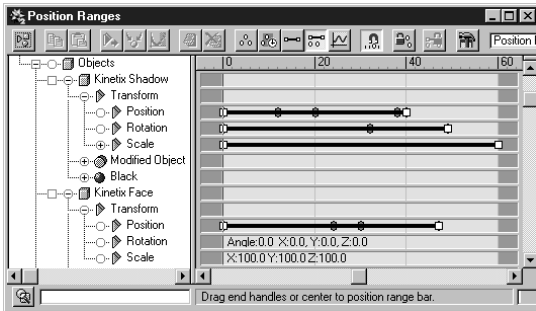 Position Ranges
Position
Objects
0 20 40 60
Kinetix Shadow
Transform
Position
Rotation
Scale
Modified Object
Black
Kinetix Face
Transform
Position
Rotation
Angle:0.0 X:0.0, Y:0.0, Z:0.0
Scale
X:100.0 Y:100.0 Z:100.0
Drag end handles or center to position range bar.